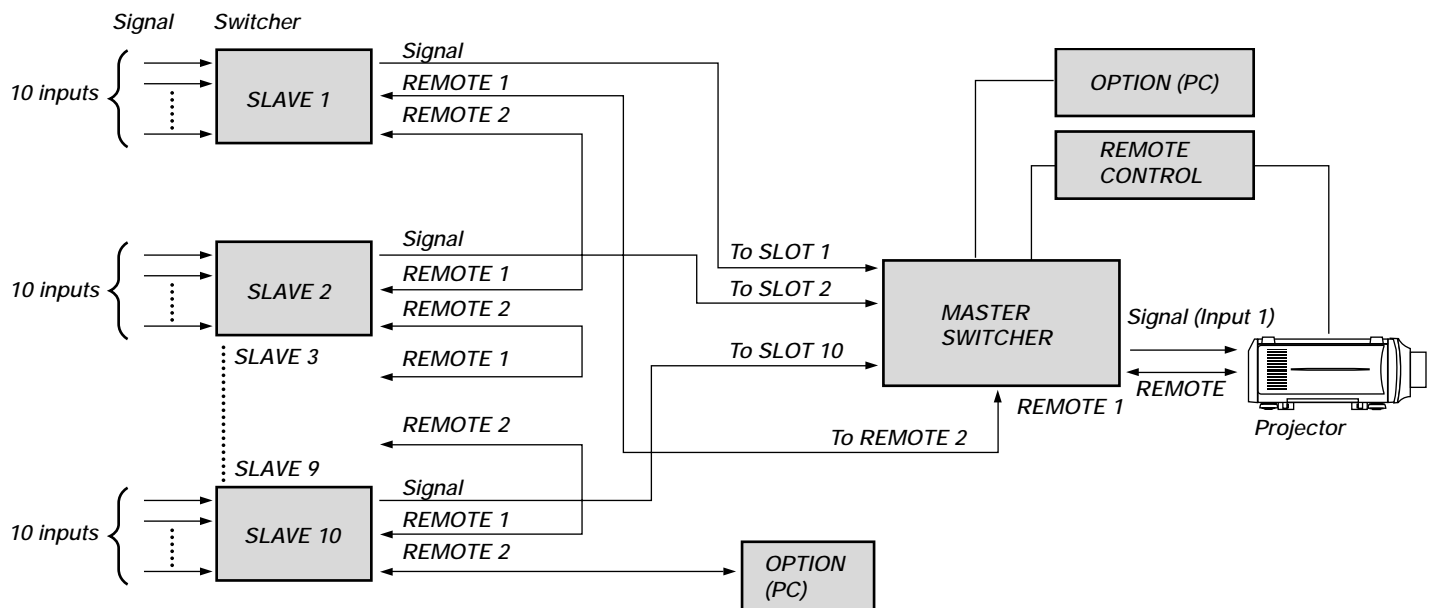 Signal Switcher
10 inputs
SLAVE 1
Signal
REMOTE 1
REMOTE 2
10 inputs
SLAVE 2
Signal
REMOTE 1
REMOTE 2
SLAVE 3
REMOTE 1
REMOTE 2
SLAVE 9
10 inputs
SLAVE 10
Signal
REMOTE 1
REMOTE 2
OPTION
(PC)
To SLOT 1
To SLOT 2
To SLOT 10
To REMOTE 2
OPTION (PC)
REMOTE
CONTROL
MASTER
SWITCHER
REMOTE 1
Signal (Input 1)
REMOTE
Projector